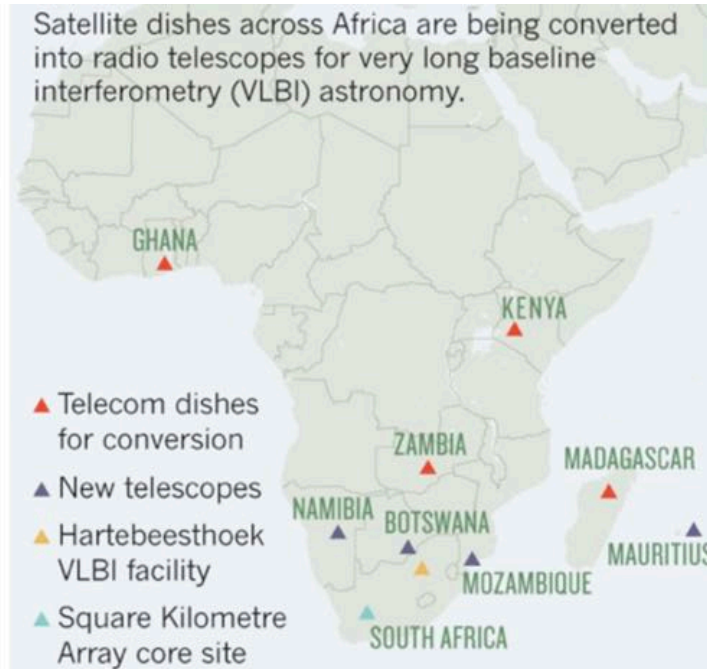 Satellite dishes across Africa are being converted
into radio telescopes for very long baseline
interferometry (VLBI) astronomy.
GHANA
KENYA
Telecom dishes
for conversion
ZAMBIA
MADAGASCAR
New telescopes
NAMIBIA
BOTSWANA
Hartebeesthoek
VLBI facility
MAURITIUS
MOZAMBIQUE
Square Kilometre
Array core site
SOUTH AFRICA